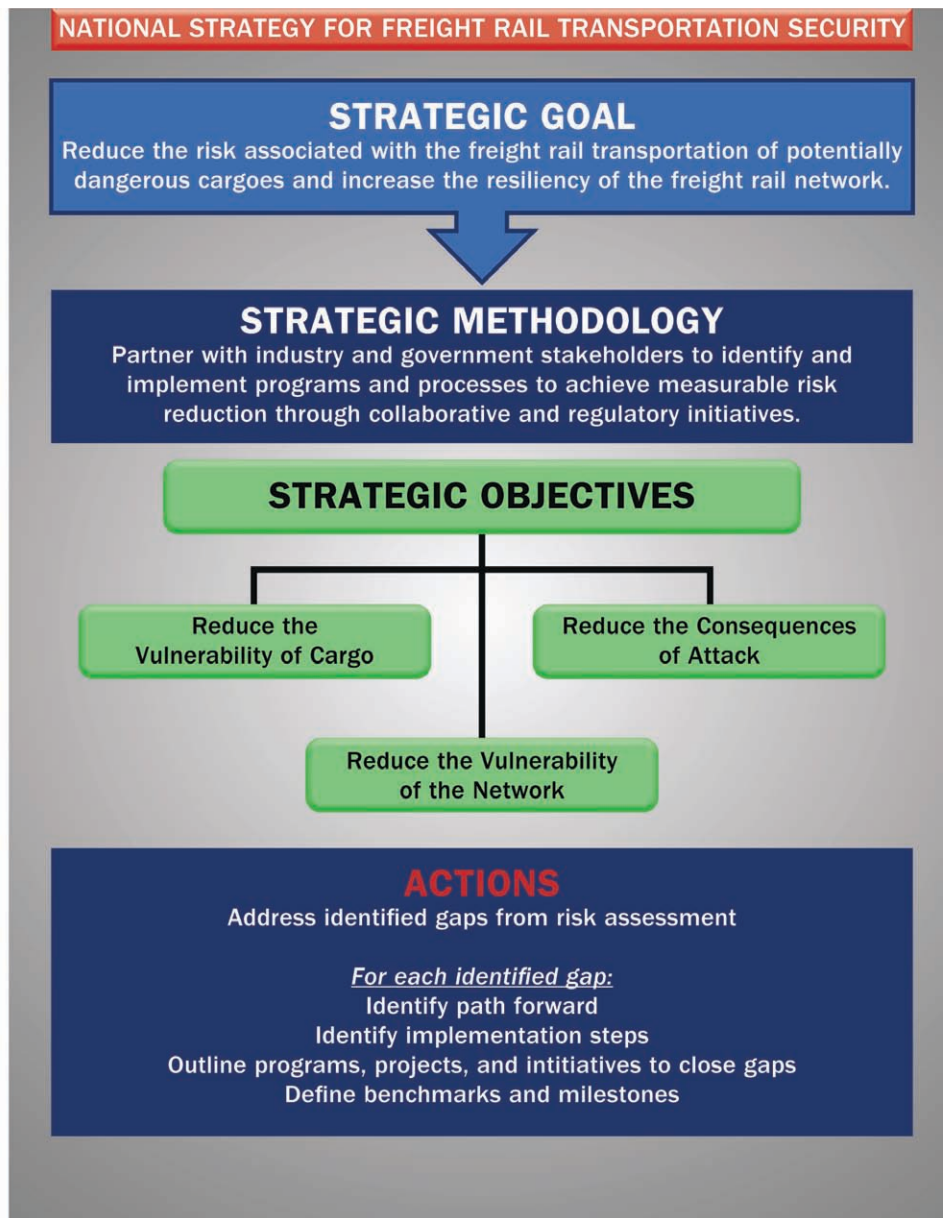 NATIONAL STRATEGY FOR FREIGHT RAIL TRANSPORTATION SECURITY
STRATEGIC GOAL
Reduce the risk associated with the freight rail transportation of potentially
dangerous cargoes and increase the resiliency of the freight rail network.
STRATEGIC METHODOLOGY
Partner with industry and government stakeholders to identify and
implement programs and processes to achieve measurable risk
reduction through collaborative and regulatory initiatives.
STRATEGIC OBJECTIVES
Reduce the
Vulnerability of Cargo
Reduce the Consequences
of Attack
Reduce the Vulnerability
of the Network
ACTIONS
Address identified gaps from risk assessment
For each identified gap:
Identify path forward
Identify implementation steps
Outline programs, projects, and intitiatives to close gaps
Define benchmarks and milestones